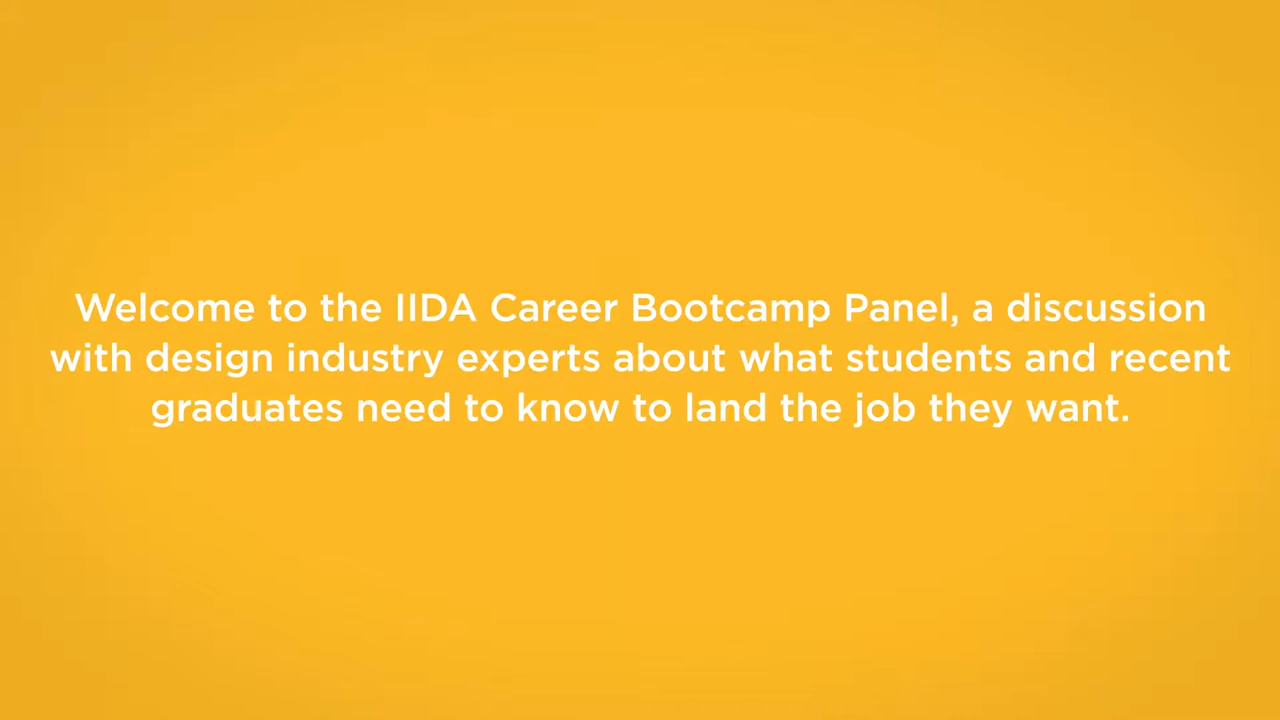 Welcome to the IIDA Career Bootcamp Panel, a discussion
with design industry experts about what students and recent
graduates need to know to land the job they want.